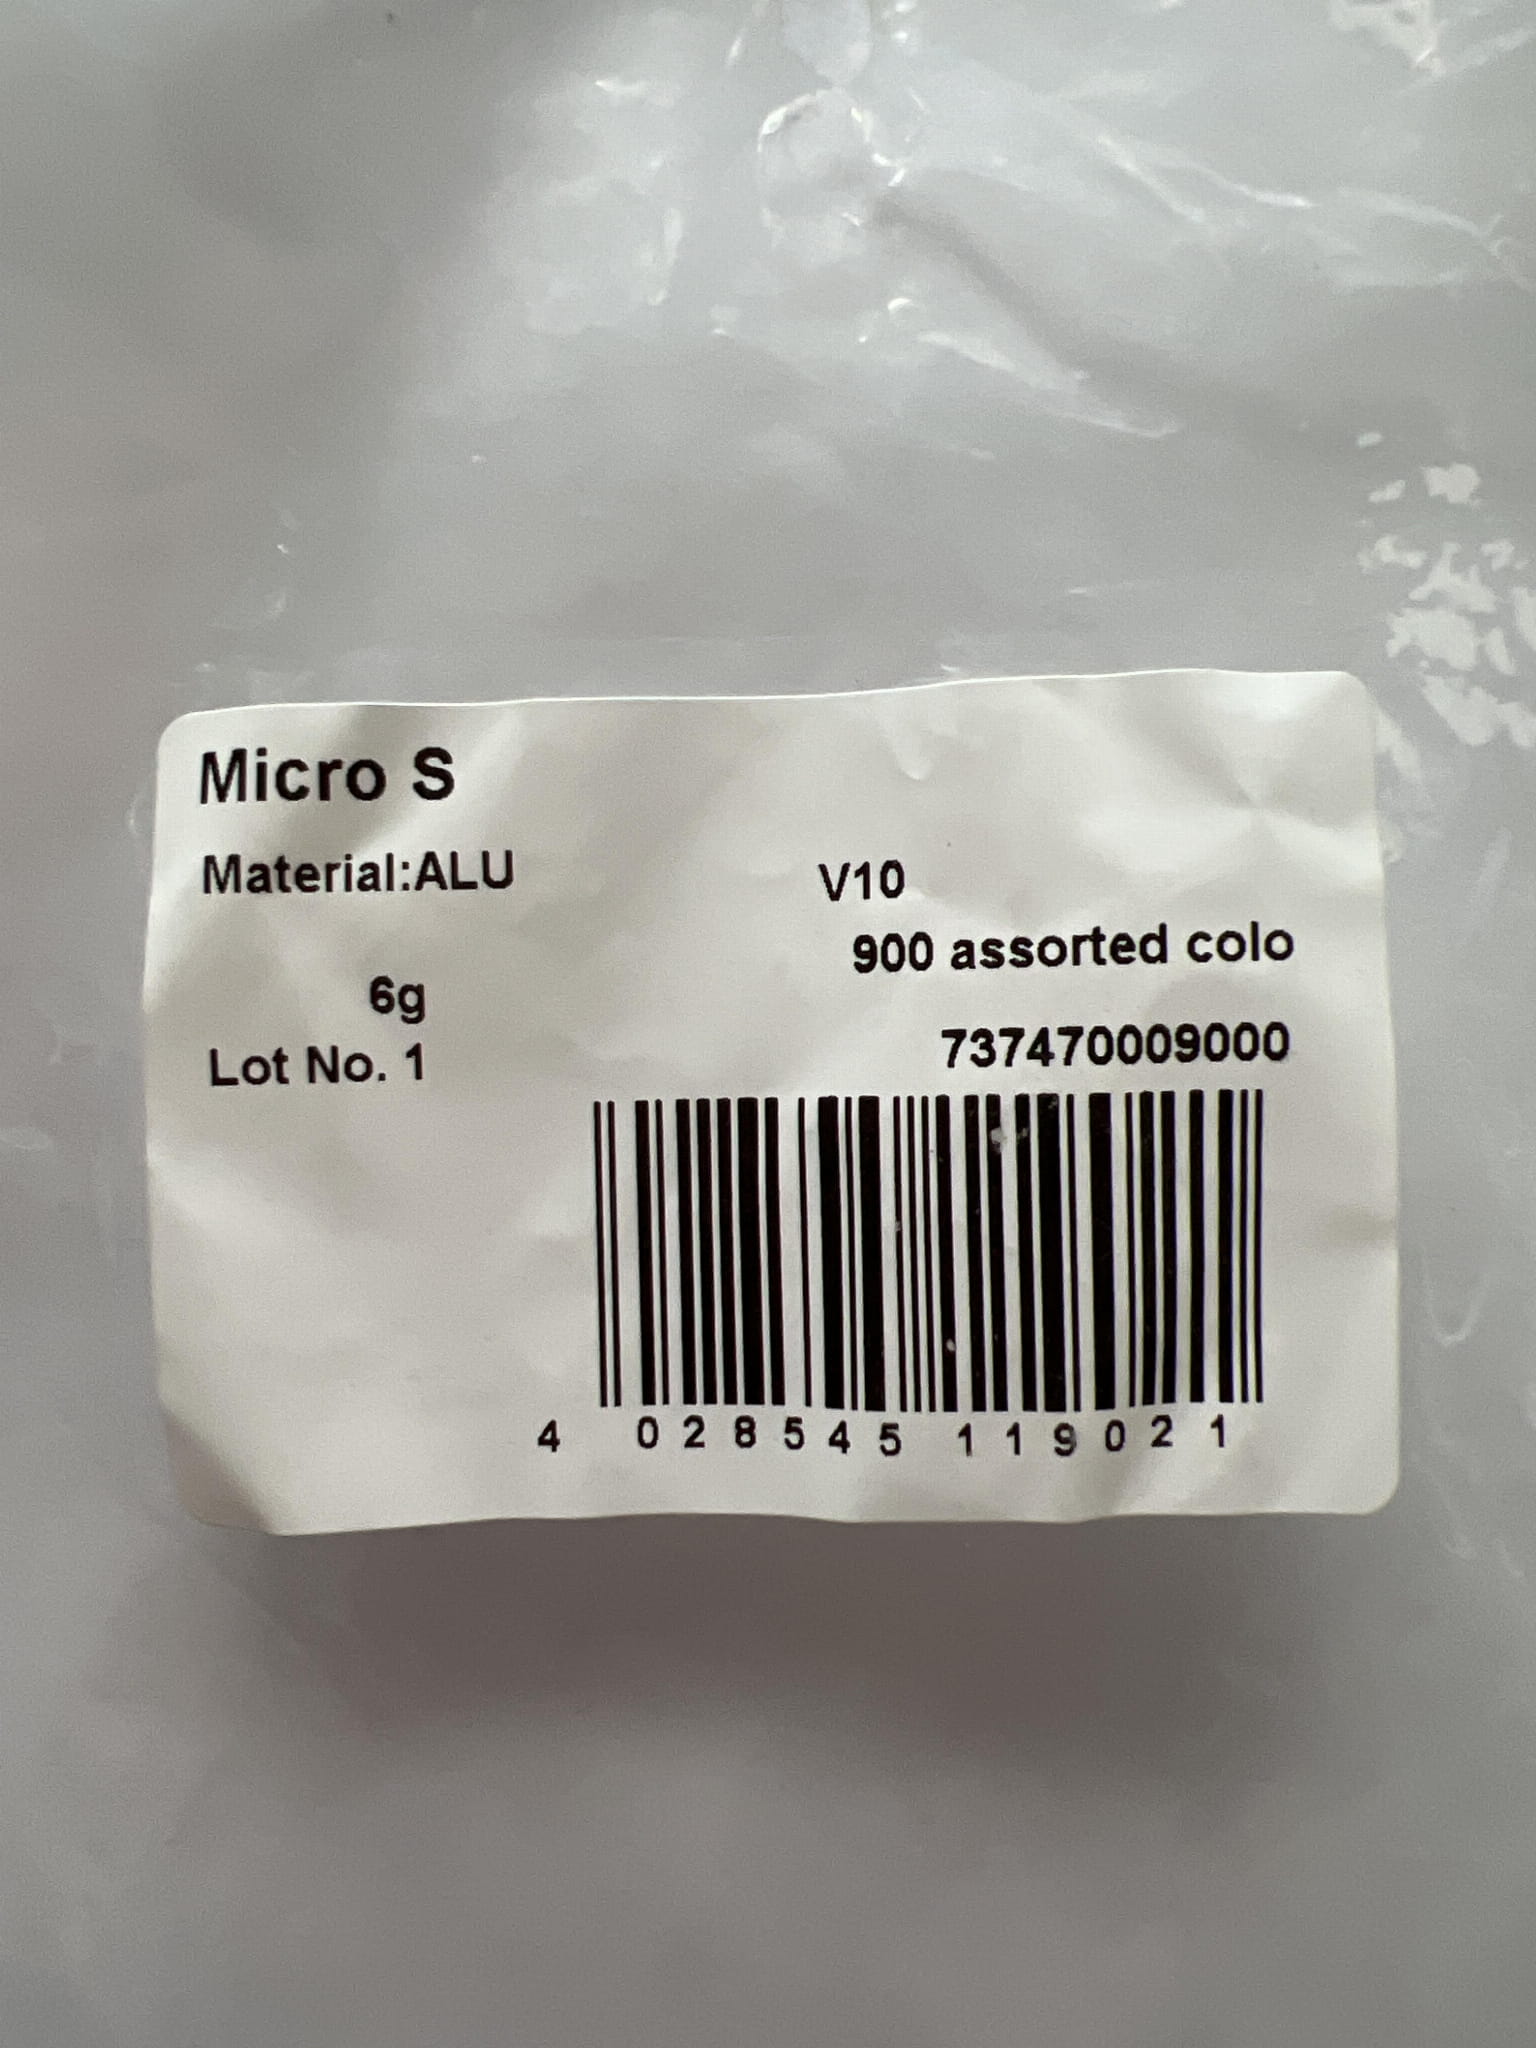 Micro S
Material:ALU
V10
900 assorted colo
6g
Lot No. 1
737470009000
4 028545 119021